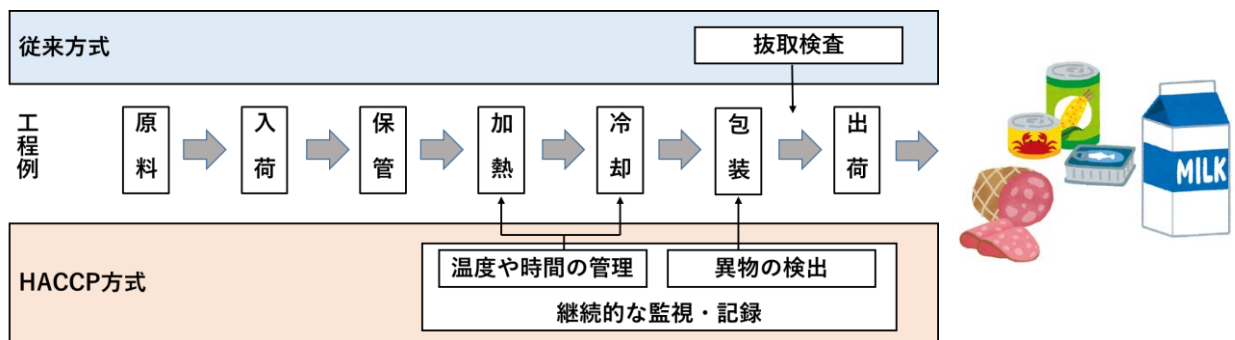 従来方式
抜取検査
工程例
原料
入荷
保管
加熱
冷却
包装
出荷
MILK
HACCP方式
温度や時間の管理
異物の検出
継続的な監視・記録